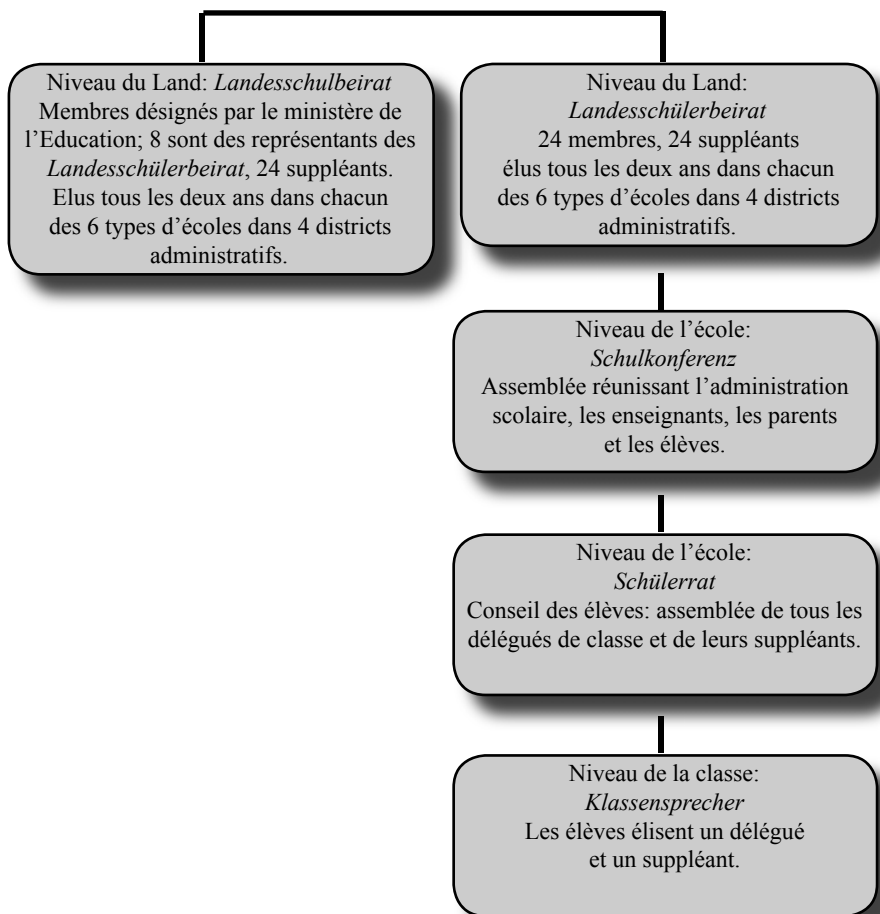 Niveau du Land: Landesschulbeirat
Membres désignés par le ministère de
l’Education; 8 sont des représentants des
Landesschülerbeirat, 24 suppléants.
Elus tous les deux ans dans chacun
des 6 types d’écoles dans 4 districts
administratifs.
Niveau du Land:
Landesschülerbeirat
24 membres, 24 suppléants
élus tous les deux ans dans chacun
des 6 types d’écoles dans 4 districts
administratifs.
Niveau de l’école:
Schulkonferenz
Assemblée réunissant l’administration
scolaire, les enseignants, les parents
et les élèves.
Niveau de l’école:
Schülerrat
Conseil des élèves: assemblée de tous les
délégués de classe et de leurs suppléants.
Niveau de la classe:
Klassensprecher
Les élèves élisent un délégué
et un suppléant.